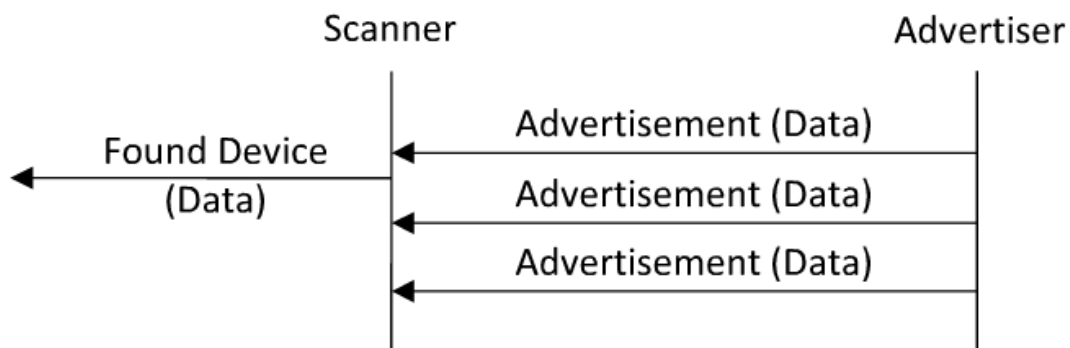 Scanner
Advertiser
Advertisement (Data)
Found Device
(Data)
Advertisement (Data)
Advertisement (Data)